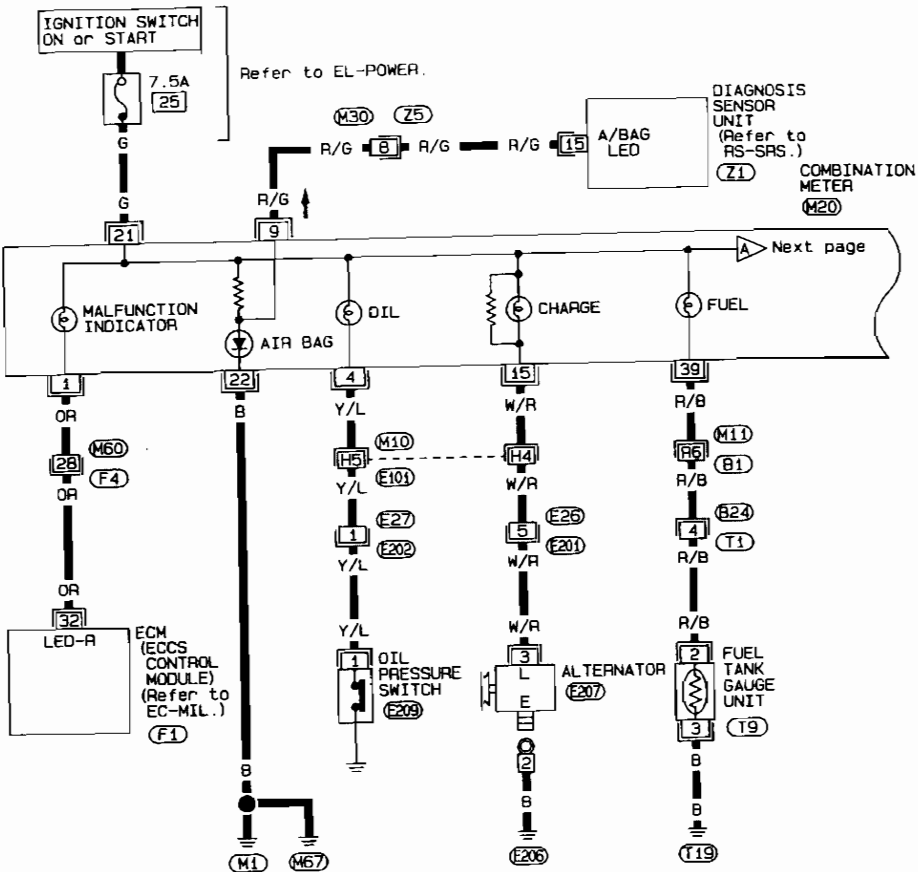 IGNITION SWITCH
ON or START
7.5A
25
Refer to EL-POWER.
G
G
M30
Z5
R/G
8
R/G
R/G
15
A/BAG
LED
DIAGNOSIS
SENSOR
UNIT
(Refer to
RS-SRS.)
Z1
COMBINATION
METER
M20
R/G
21
9
A
Next page
MALFUNCTION
INDICATOR
AIR BAG
OIL
CHARGE
FUEL
1
22
4
15
39
OR
B
Y/L
W/R
R/B
28
M60
F4
H5
M10
E101
H4
R6
M11
B1
OR
Y/L
W/R
R/B
1
E27
E202
5
E26
E201
4
B24
T1
Y/L
W/R
R/B
OR
Y/L
W/R
R/B
32
LED-R
ECM
(ECCS
CONTROL
MODULE)
(Refer to
EC-MIL.)
F1
1
OIL
PRESSURE
SWITCH
E209
3
L
E
ALTERNATOR
E207
2
FUEL
TANK
GAUGE
UNIT
3
T9
2
B
B
B
B
M1
M67
E206
T19